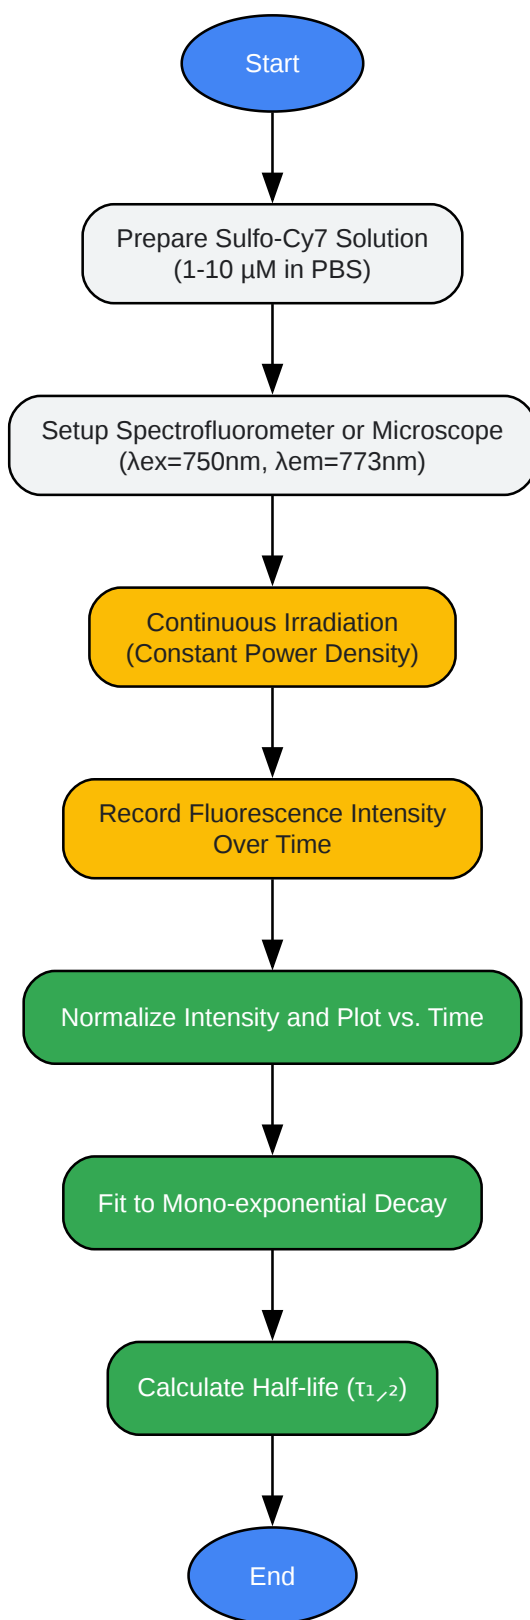 Start
Prepare Sulfo-Cy7 Solution
(1-10 µM in PBS)
Setup Spectrofluorometer or Microscope
(λex=750nm, λem=773nm)
Continuous Irradiation
(Constant Power Density)
Record Fluorescence Intensity
Over Time
Normalize Intensity and Plot vs. Time
Fit to Mono-exponential Decay
Calculate Half-life (τ₁⸝₂)
End